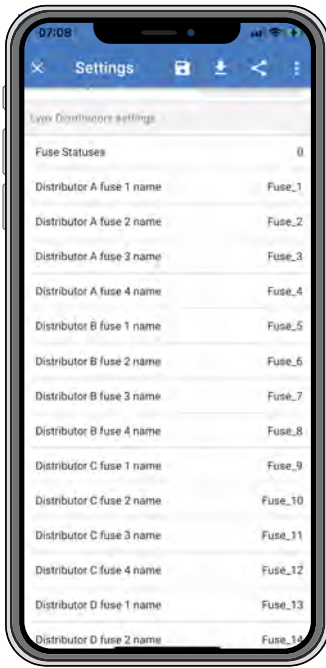 07:08
Settings
Lynx Distributors settings
Fuse Statuses 0
Distributor A fuse 1 name Fuse_1
Distributor A fuse 2 name Fuse_2
Distributor A fuse 3 name Fuse_3
Distributor A fuse 4 name Fuse_4
Distributor B fuse 1 name Fuse_5
Distributor B fuse 2 name Fuse_6
Distributor B fuse 3 name Fuse_7
Distributor B fuse 4 name Fuse_8
Distributor C fuse 1 name Fuse_9
Distributor C fuse 2 name Fuse_10
Distributor C fuse 3 name Fuse_11
Distributor C fuse 4 name Fuse_12
Distributor D fuse 1 name Fuse_13
Distributor D fuse 2 name Fuse_14